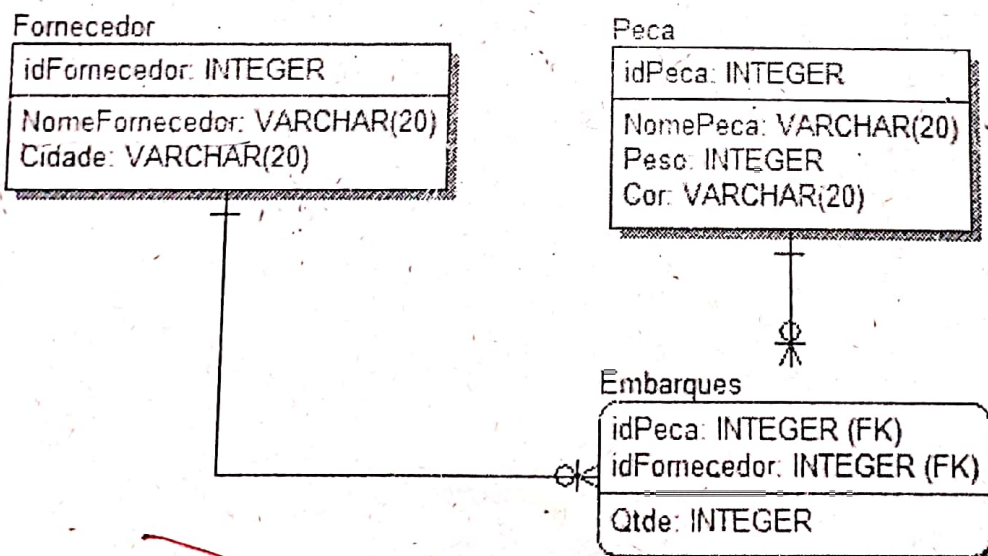 Fornecedor
idFornecedor: INTEGER
NomeFornecedor: VARCHAR(20)
Cidade: VARCHAR(20)
Peca
idPeca: INTEGER
NomePeca: VARCHAR(20)
Peso: INTEGER
Cor: VARCHAR(20)
Embarques
idPeca: INTEGER (FK)
idFornecedor: INTEGER (FK)
Qtde: INTEGER